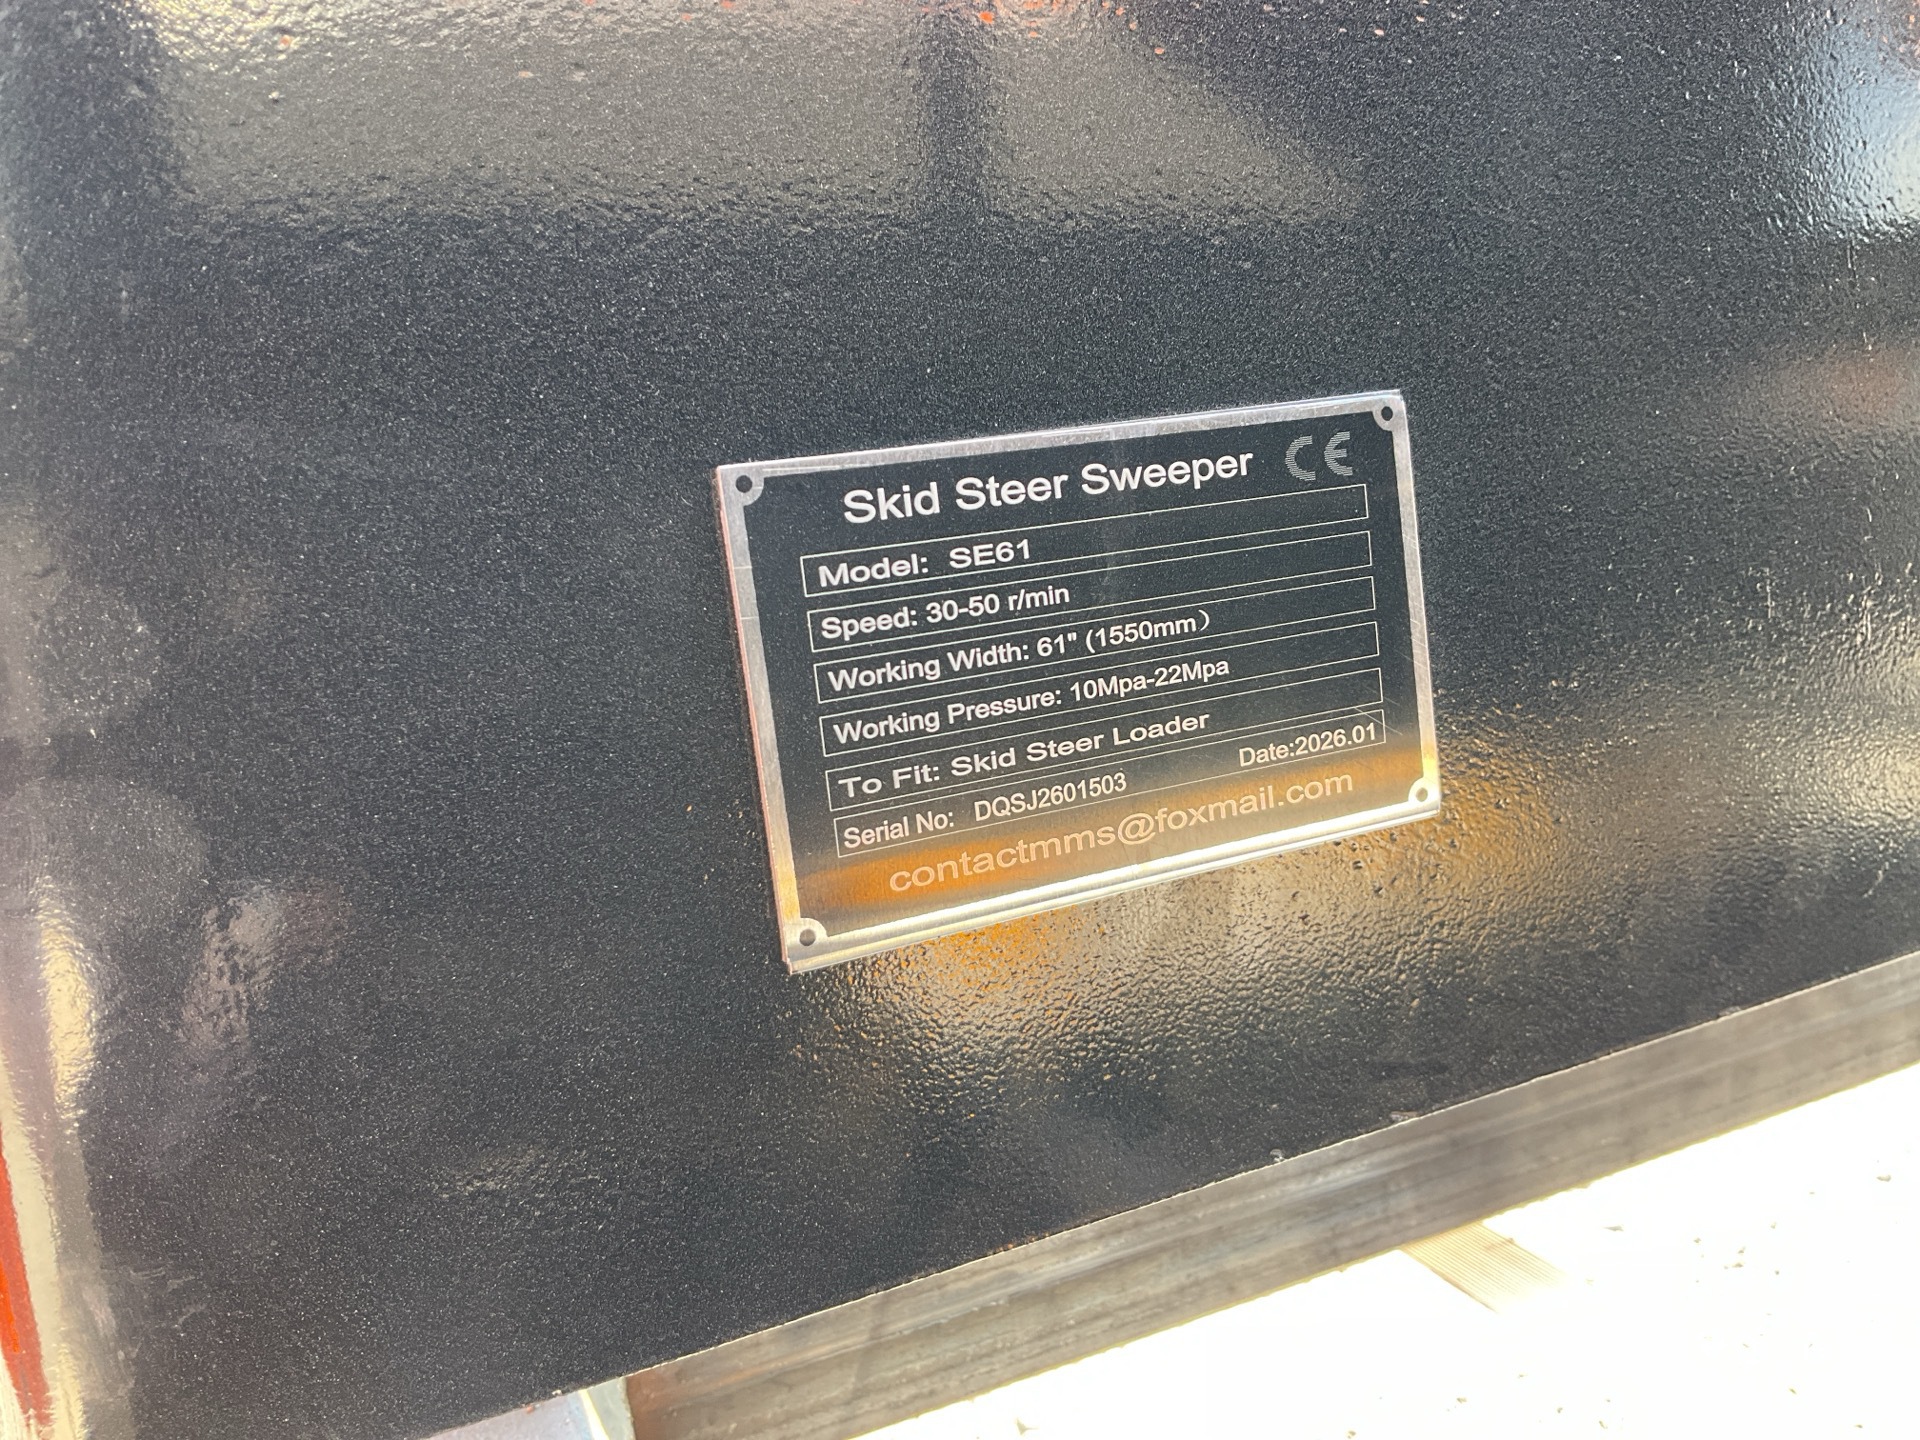 Skid Steer Sweeper CE
Model: SE61
Speed: 30-50 r/min
Working Width: 61" (1550mm）
Working Pressure: 10Mpa-22Mpa
To Fit: Skid Steer Loader
Serial No: DQSJ2601503 Date:2026.01
contactmms@foxmail.com